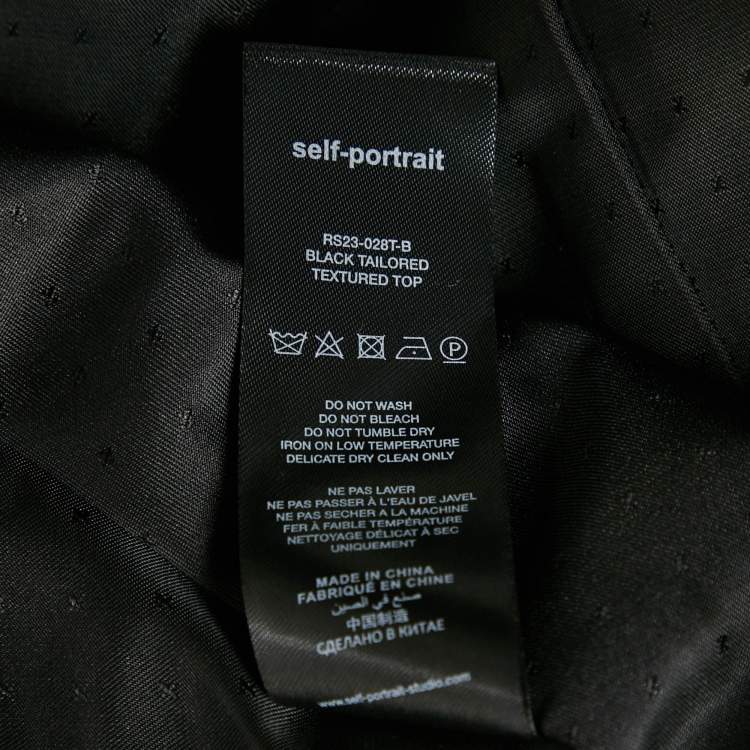 self-portrait
RS23-028T-B
BLACK TAILORED
TEXTURED TOP
P
DO NOT WASH
DO NOT BLEACH
DO NOT TUMBLE DRY
IRON ON LOW TEMPERATURE
DELICATE DRY CLEAN ONLY
NE PAS LAVER
NE PAS PASSER À L'EAU DE JAVEL
NE PAS SECHER A LA MACHINE
FER À FAIBLE TEMPÉRATURE
NETTOYAGE DÉLICAT À SEC
UNIQUEMENT
MADE IN CHINA
FABRIQUÉ EN CHINE
صنع في الصين
中国制造
СДЕЛАНО В КИТАЕ
www.self-portrait-studio.com